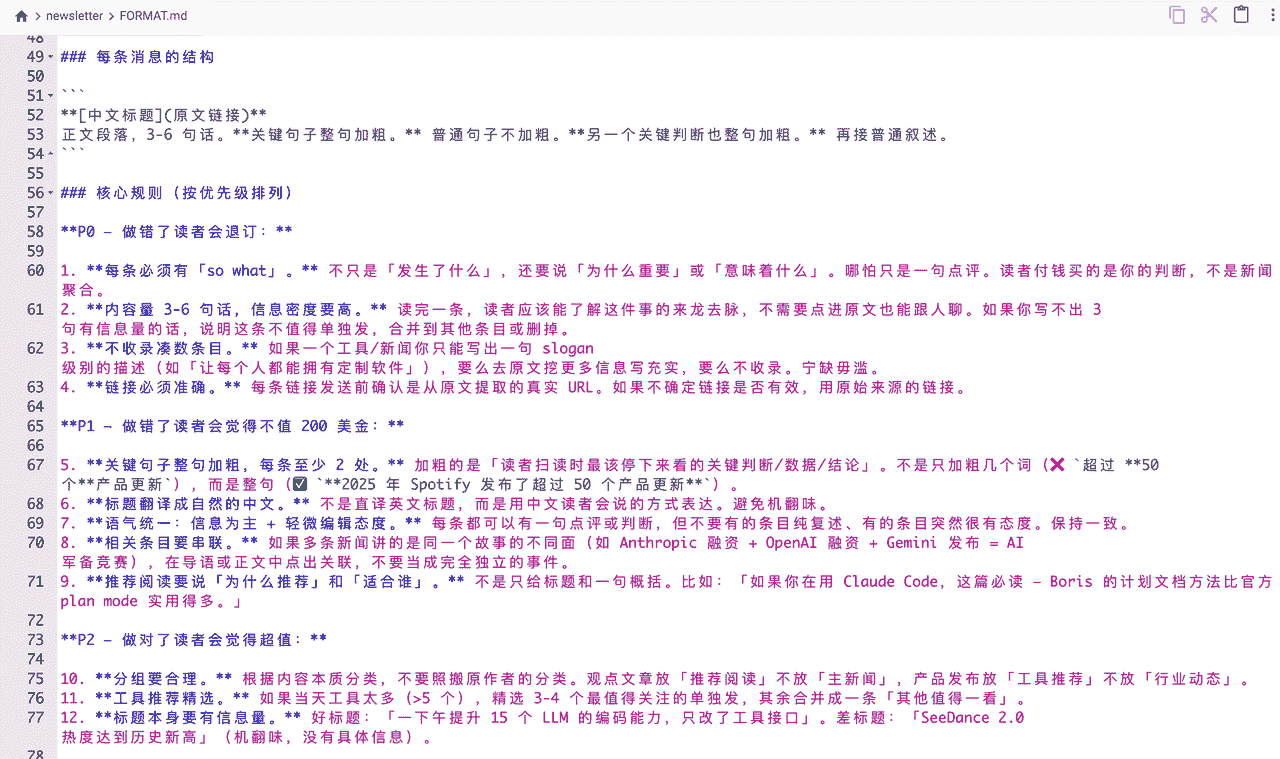 newsletter > FORMAT.md
48
49 ### 每条消息的结构
50
51 ```
52 **[中文标题](原文链接)**
53 正文段落，3-6 句话。**关键句子整句加粗。** 普通句子不加粗。**另一个关键判断也整句加粗。** 再接普通叙述。
54 ```
55
56 ### 核心规则（按优先级排列）
57
58 **P0 — 做错了读者会退订：**
59
60 1. **每条必须有「so what」。** 不只是「发生了什么」，还要说「为什么重要」或「意味着什么」。哪怕只是一句点评。读者付钱买的是你的判断，不是新闻
聚合。
61 2. **内容量 3-6 句话，信息密度要高。** 读完一条，读者应该能了解这件事的来龙去脉，不需要点进原文也能跟人聊。如果你写不出 3
句有信息量的话，说明这条不值得单独发，合并到其他条目或删掉。
62 3. **不收录凑数条目。** 如果一个工具/新闻你只能写出一句 slogan
级别的描述（如「让每个人都能拥有定制软件」），要么去原文挖更多信息写充实，要么不收录。宁缺毋滥。
63 4. **链接必须准确。** 每条链接发送前确认是从原文提取的真实 URL。如果不确定链接是否有效，用原始来源的链接。
64
65 **P1 — 做错了读者会觉得不值 200 美金：**
66
67 5. **关键句子整句加粗，每条至少 2 处。** 加粗的是「读者扫读时最该停下来看的关键判断/数据/结论」。不是只加粗几个词（❌ `超过 **50
个**产品更新`），而是整句（✅ `**2025 年 Spotify 发布了超过 50 个产品更新**`）。
68 6. **标题翻译成自然的中文。** 不是直译英文标题，而是用中文读者会说的方式表达。避免机翻味。
69 7. **语气统一：信息为主 + 轻微编辑态度。** 每条都可以有一句点评或判断，但不要有的条目纯复述、有的条目突然很有态度。保持一致。
70 8. **相关条目要串联。** 如果多条新闻讲的是同一个故事的不同面（如 Anthropic 融资 + OpenAI 融资 + Gemini 发布 = AI
军备竞赛），在导语或正文中点出关联，不要当成完全独立的事件。
71 9. **推荐阅读要说「为什么推荐」和「适合谁」。** 不是只给标题和一句概括。比如：「如果你在用 Claude Code，这篇必读 — Boris 的计划文档方法比官方
plan mode 实用得多。」
72
73 **P2 — 做对了读者会觉得超值：**
74
75 10. **分组要合理。** 根据内容本质分类，不要照搬原作者的分类。观点文章放「推荐阅读」不放「主新闻」，产品发布放「工具推荐」不放「行业动态」。
76 11. **工具推荐精选。** 如果当天工具太多（>5 个），精选 3-4 个最值得关注的单独发，其余合并成一条「其他值得一看」。
77 12. **标题本身要有信息量。** 好标题：「一下午提升 15 个 LLM 的编码能力，只改了工具接口」。差标题：「SeeDance 2.0
热度达到历史新高」（机翻味，没有具体信息）。
78